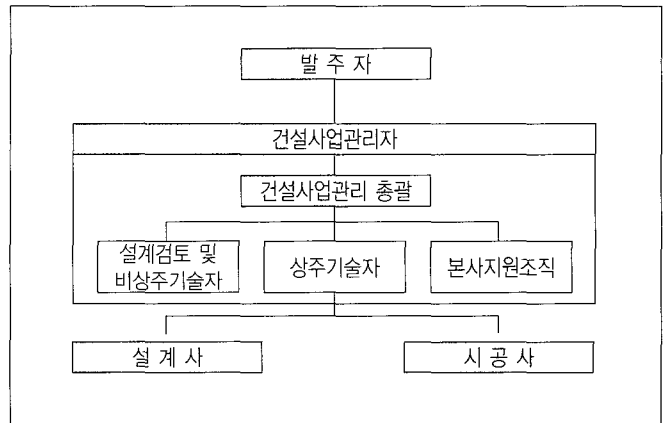 발 주 자
건설사업관리자
건설사업관리 총괄
설계검토 및
비상주기술자
상주기술자
본사지원조직
설 계 사
시 공 사